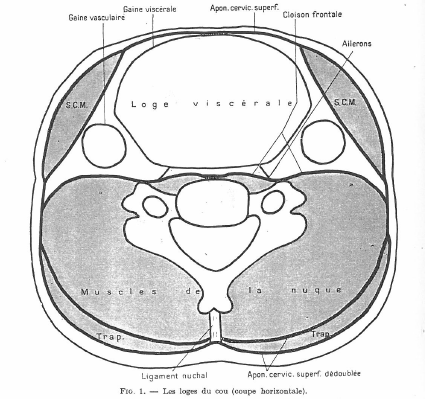 Gaine vasculaire
Gaine viscérale
Apon. cervic. superf.
Cloison frontale
Ailerons
S.C.M.
Loge viscérale
S.C.M.
Muscles de la nuque
Trap.
Trap.
Ligament nuchal
Apon. cervic. superf. dédoublée
FIG. 1. — Les loges du cou (coupe horizontale).